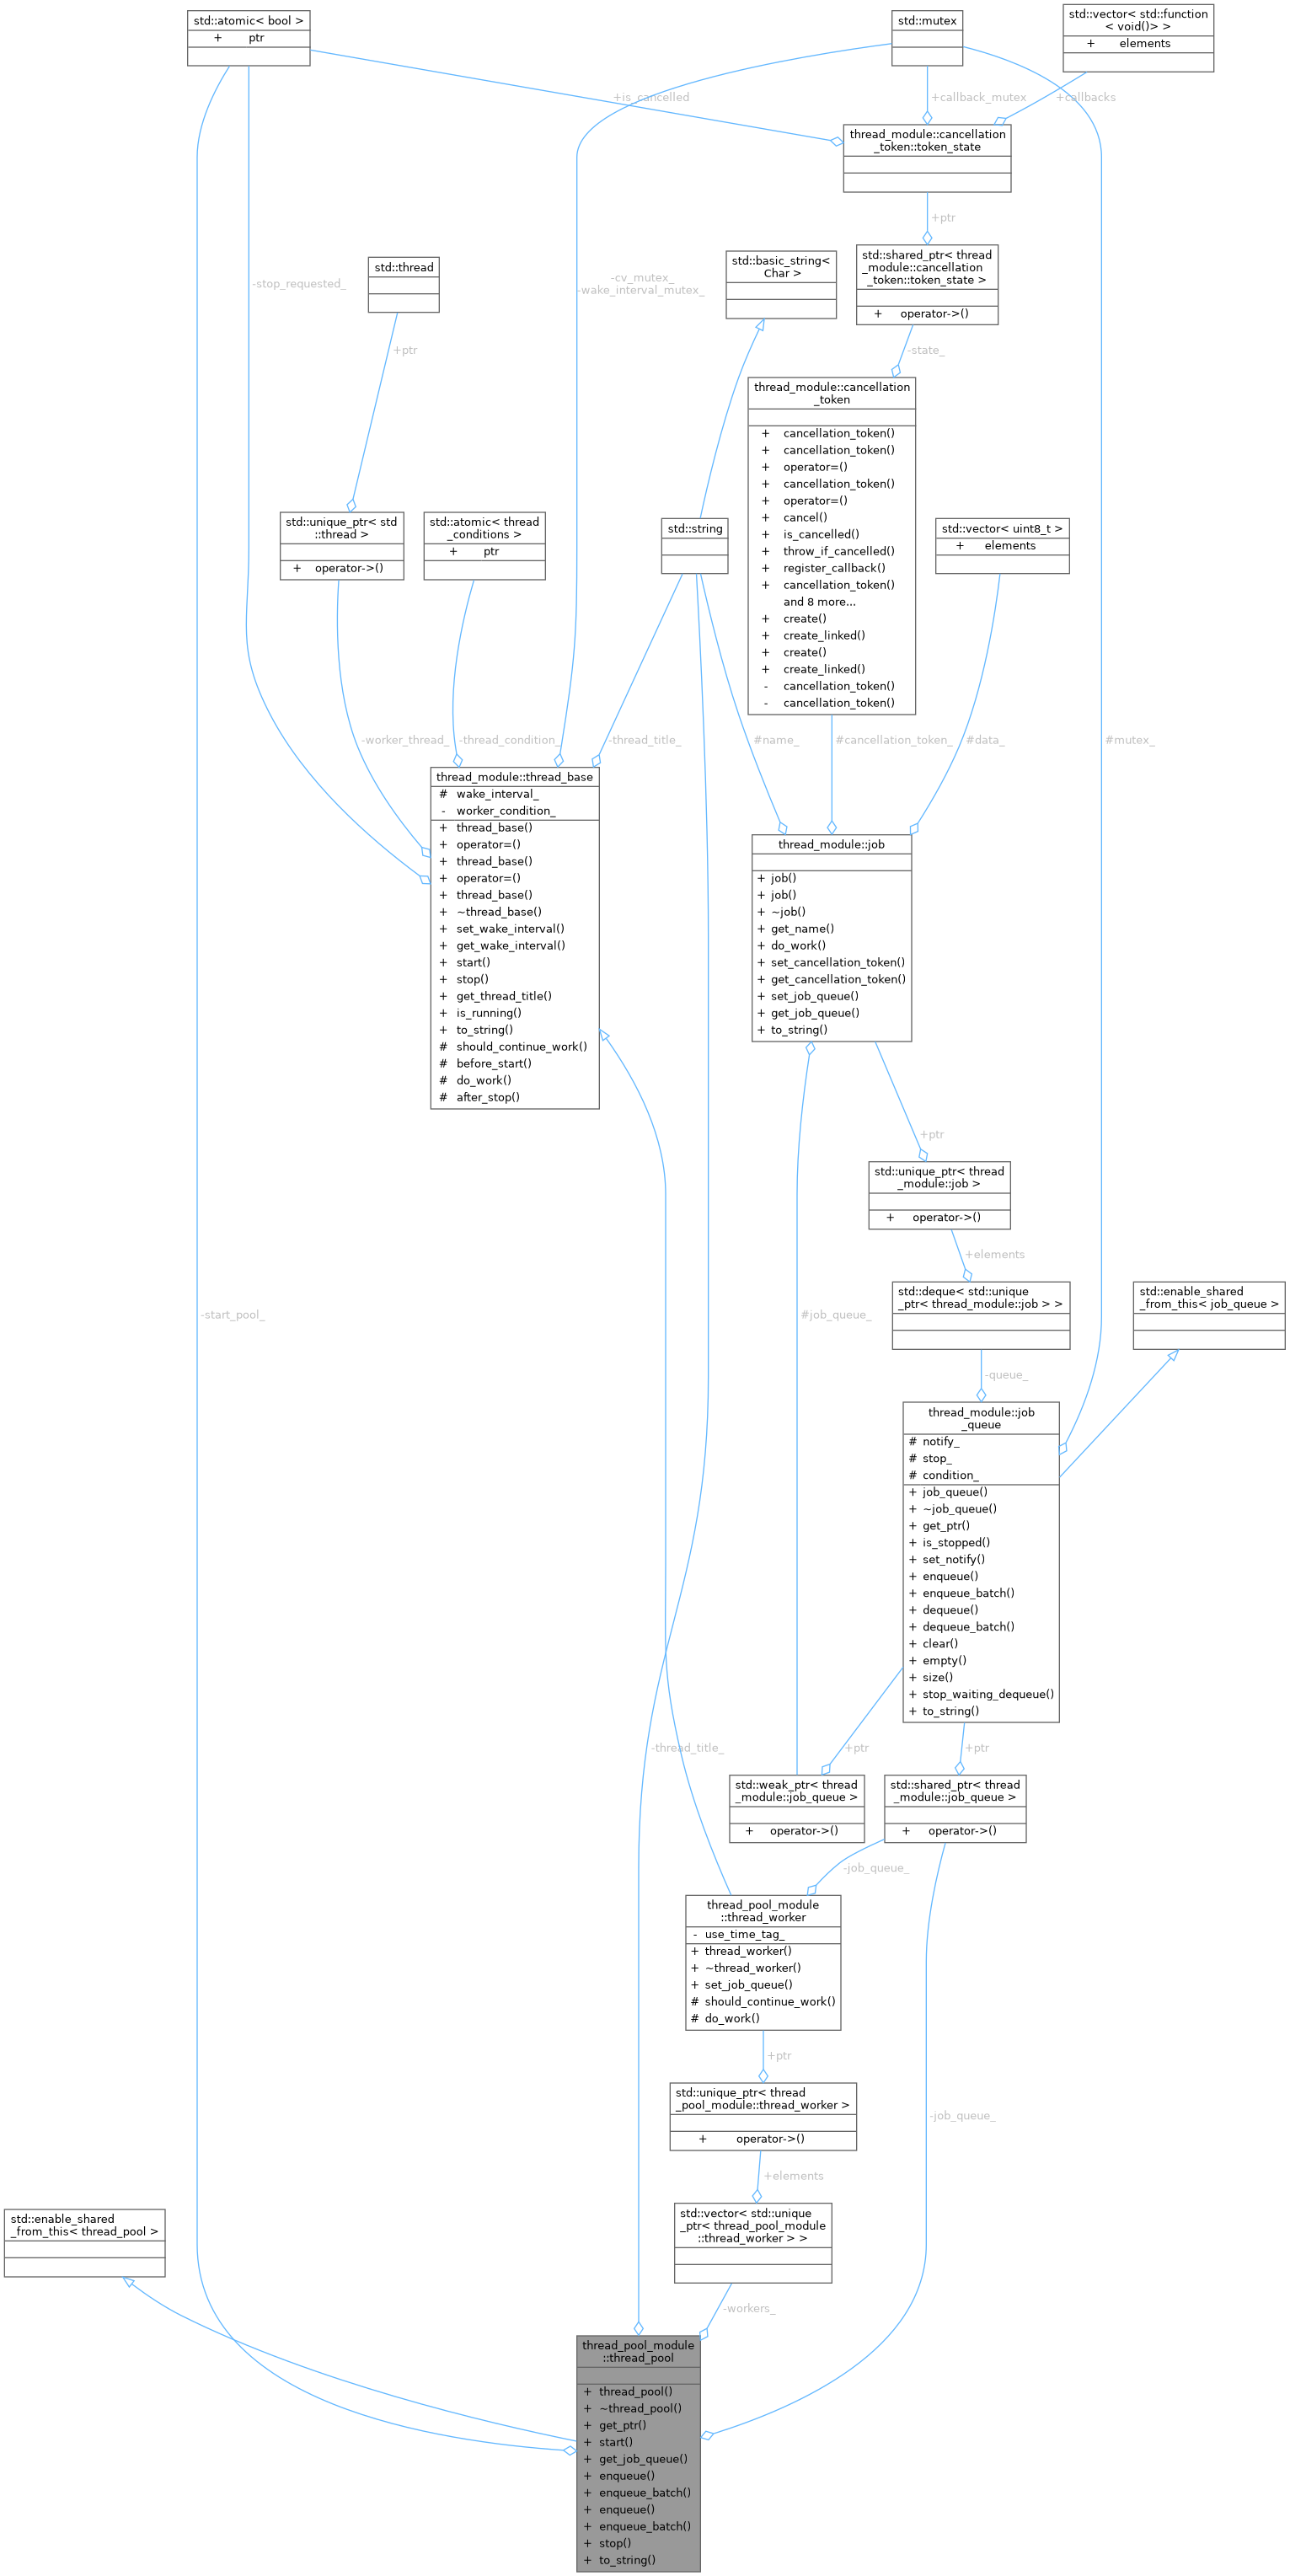 std::atomic< bool >
+ ptr
std::mutex
std::vector< std::function
< void()> >
+ elements
+is_cancelled
+callback_mutex
+callbacks
thread_module::cancellation
_token::token_state
+ptr
std::shared_ptr< thread
_module::cancellation
_token::token_state >
+ operator->()
std::basic_string<
Char >
std::thread
-stop_requested_
-cv_mutex_
-wake_interval_mutex_
+ptr
-state_
thread_module::cancellation
_token
+ cancellation_token()
+ cancellation_token()
+ operator=()
+ cancellation_token()
+ operator=()
+ cancel()
+ is_cancelled()
+ throw_if_cancelled()
+ register_callback()
+ cancellation_token()
and 8 more...
+ create()
+ create_linked()
+ create()
+ create_linked()
- cancellation_token()
- cancellation_token()
std::unique_ptr< std
::thread >
+ operator->()
std::atomic< thread
_conditions >
+ ptr
std::string
std::vector< uint8_t >
+ elements
-worker_thread_
-thread_condition_
-thread_title_
#name_
#cancellation_token_
#data_
#mutex_
thread_module::thread_base
# wake_interval_
- worker_condition_
+ thread_base()
+ operator=()
+ thread_base()
+ operator=()
+ thread_base()
+ ~thread_base()
+ set_wake_interval()
+ get_wake_interval()
+ start()
+ stop()
+ get_thread_title()
+ is_running()
+ to_string()
# should_continue_work()
# before_start()
# do_work()
# after_stop()
thread_module::job
+ job()
+ job()
+ ~job()
+ get_name()
+ do_work()
+ set_cancellation_token()
+ get_cancellation_token()
+ set_job_queue()
+ get_job_queue()
+ to_string()
+ptr
std::unique_ptr< thread
_module::job >
+ operator->()
+elements
std::deque< std::unique
_ptr< thread_module::job > >
std::enable_shared
_from_this< job_queue >
-start_pool_
#job_queue_
-queue_
thread_module::job
_queue
# notify_
# stop_
# condition_
+ job_queue()
+ ~job_queue()
+ get_ptr()
+ is_stopped()
+ set_notify()
+ enqueue()
+ enqueue_batch()
+ dequeue()
+ dequeue_batch()
+ clear()
+ empty()
+ size()
+ stop_waiting_dequeue()
+ to_string()
-thread_title_
+ptr
+ptr
std::weak_ptr< thread
_module::job_queue >
+ operator->()
std::shared_ptr< thread
_module::job_queue >
+ operator->()
-job_queue_
thread_pool_module
::thread_worker
- use_time_tag_
+ thread_worker()
+ ~thread_worker()
+ set_job_queue()
# should_continue_work()
# do_work()
+ptr
std::unique_ptr< thread
_pool_module::thread_worker >
+ operator->()
-job_queue_
+elements
std::enable_shared
_from_this< thread_pool >
std::vector< std::unique
_ptr< thread_pool_module
::thread_worker > >
-workers_
thread_pool_module
::thread_pool
+ thread_pool()
+ ~thread_pool()
+ get_ptr()
+ start()
+ get_job_queue()
+ enqueue()
+ enqueue_batch()
+ enqueue()
+ enqueue_batch()
+ stop()
+ to_string()